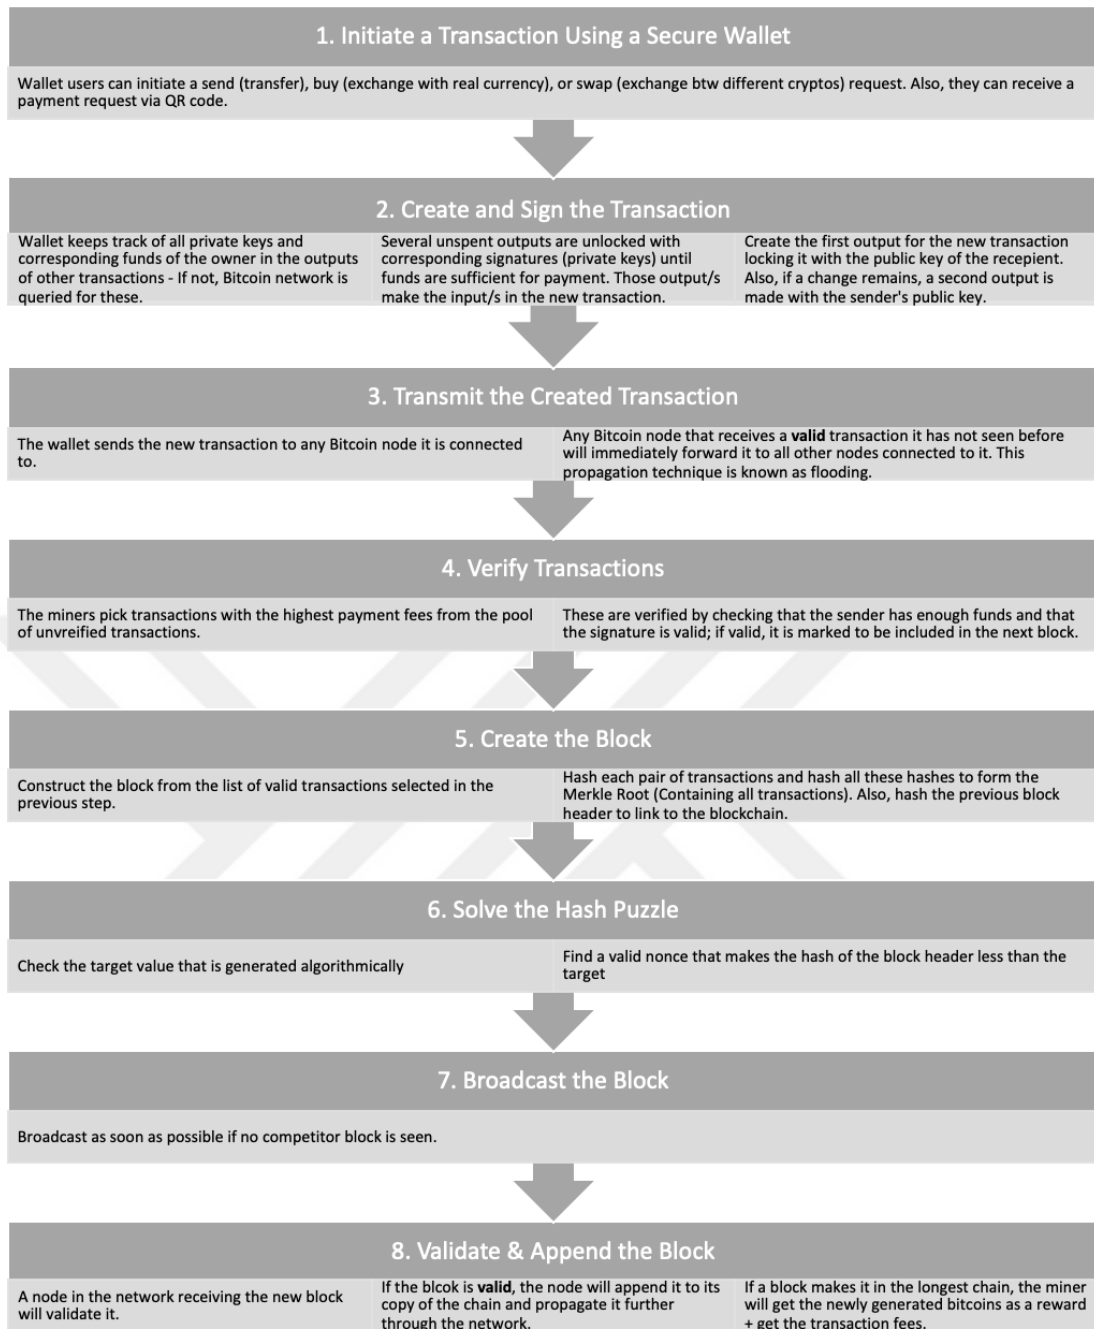 1. Initiate a Transaction Using a Secure Wallet
Wallet users can initiate a send (transfer), buy (exchange with real currency), or swap (exchange btw different cryptos) request. Also, they can receive a
payment request via QR code.
2. Create and Sign the Transaction
Wallet keeps track of all private keys and
corresponding funds of the owner in the outputs
of other transactions - If not, Bitcoin network is
queried for these.
Several unspent outputs are unlocked with
corresponding signatures (private keys) until
funds are sufficient for payment. Those output/s
make the input/s in the new transaction.
Create the first output for the new transaction
locking it with the public key of the recepient.
Also, if a change remains, a second output is
made with the sender's public key.
3. Transmit the Created Transaction
The wallet sends the new transaction to any Bitcoin node it is connected
to.
Any Bitcoin node that receives a valid transaction it has not seen before
will immediately forward it to all other nodes connected to it. This
propagation technique is known as flooding.
4. Verify Transactions
The miners pick transactions with the highest payment fees from the pool
of unvreified transactions.
These are verified by checking that the sender has enough funds and that
the signature is valid; if valid, it is marked to be included in the next block.
5. Create the Block
Construct the block from the list of valid transactions selected in the
previous step.
Hash each pair of transactions and hash all these hashes to form the
Merkle Root (Containing all transactions). Also, hash the previous block
header to link to the blockchain.
6. Solve the Hash Puzzle
Check the target value that is generated algorithmically
Find a valid nonce that makes the hash of the block header less than the
target
7. Broadcast the Block
Broadcast as soon as possible if no competitor block is seen.
8. Validate & Append the Block
A node in the network receiving the new block
will validate it.
If the blcok is valid, the node will append it to its
copy of the chain and propagate it further
through the network.
If a block makes it in the longest chain, the miner
will get the newly generated bitcoins as a reward
+ get the transaction fees.